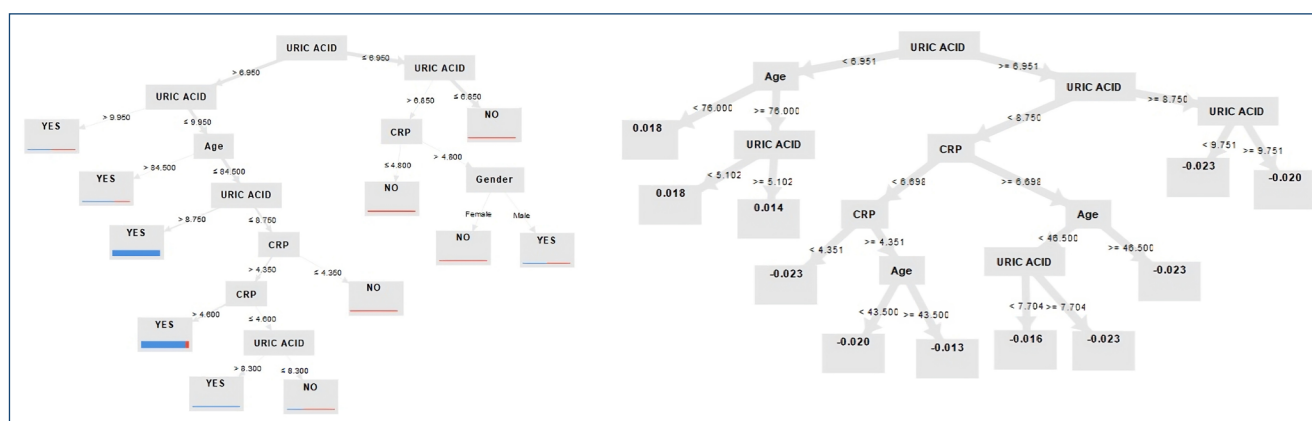 URIC ACID
> 6.950
≤ 6.950
URIC ACID
URIC ACID
> 9.950
≤ 9.950
> 6.850
≤ 6.850
YES
Age
CRP
NO
> 84.500
≤ 84.500
≤ 4.800
> 4.800
YES
URIC ACID
NO
Gender
> 8.750
≤ 8.750
Female
Male
YES
CRP
NO
YES
> 4.350
≤ 4.350
CRP
NO
> 4.600
≤ 4.600
YES
URIC ACID
> 8.300
≤ 8.300
YES
NO
URIC ACID
< 6.951
>= 6.951
Age
URIC ACID
< 76.000
>= 76.000
< 8.750
>= 8.750
0.018
URIC ACID
CRP
URIC ACID
< 5.102
>= 5.102
< 6.698
>= 6.698
< 9.751
>= 9.751
0.018
0.014
CRP
Age
-0.023
-0.020
< 4.351
>= 4.351
< 46.500
>= 46.500
-0.023
Age
URIC ACID
-0.023
< 43.500
>= 43.500
< 7.704
>= 7.704
-0.020
-0.013
-0.016
-0.023